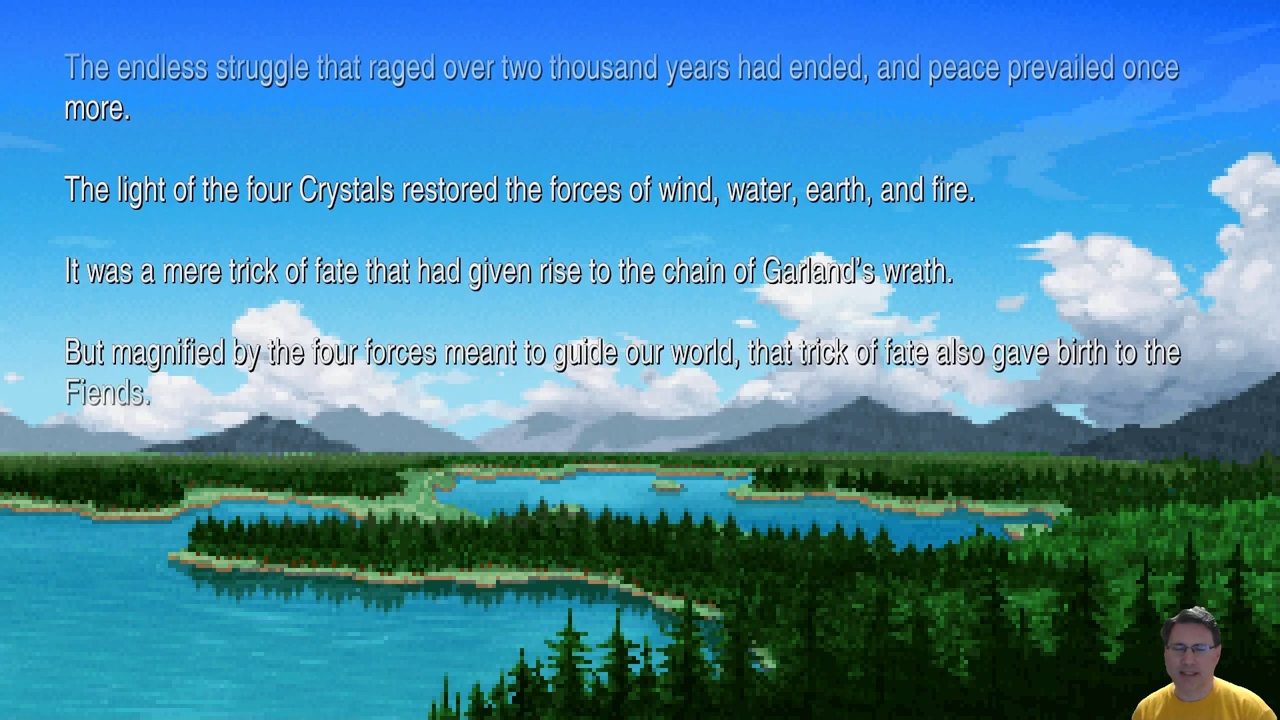 The endless struggle that raged over two thousand years had ended, and peace prevailed once
more.
The light of the four Crystals restored the forces of wind, water, earth, and fire.
It was a mere trick of fate that had given rise to the chain of Garland's wrath.
But magnified by the four forces meant to guide our world, that trick of fate also gave birth to the
Fiends.